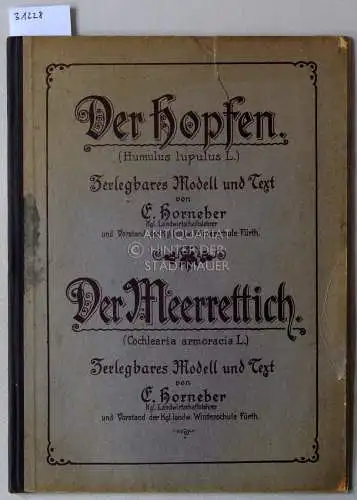 31228
Der Hopfen.
(Humulus lupulus L.)
Zerlegbares Modell und Text
von
E. Horneber
Kgl. Landwirtschaftslehrer
und Vorstand der Kgl. landw. Winterschule Fürth.
ANTIQUARIAT
© HINTER DER
STADTMAUER
Der Meerrettich.
(Cochlearia armoracia L.)
Zerlegbares Modell und Text
von
E. Horneber
Kgl. Landwirtschaftslehrer
und Vorstand der Kgl. landw. Winterschule Fürth.